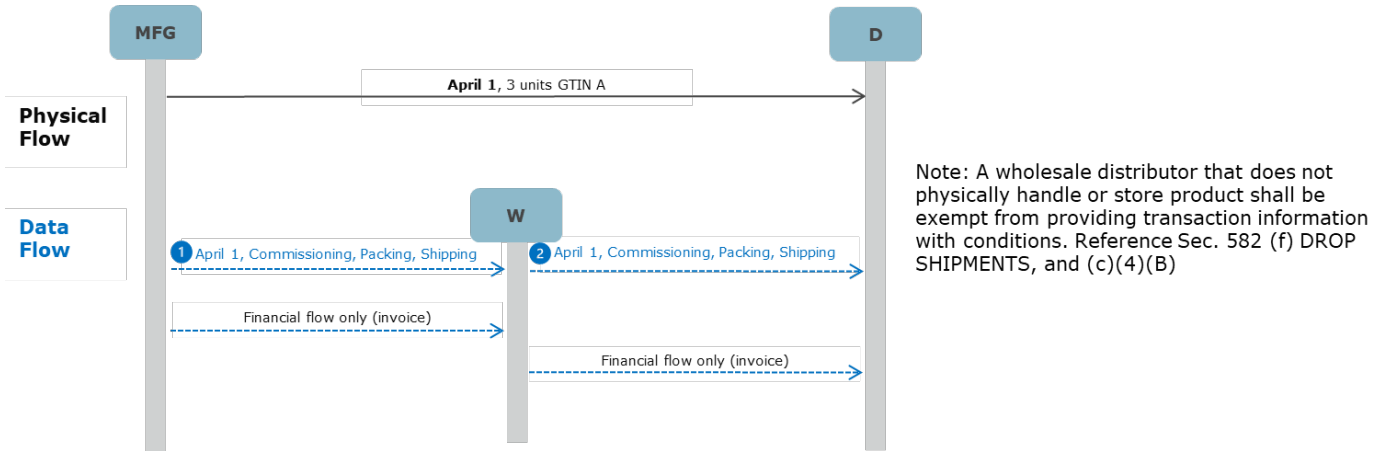 MFG
D
April 1, 3 units GTIN A
Physical
Flow
Note: A wholesale distributor that does not
physically handle or store product shall be
exempt from providing transaction information
with conditions. Reference Sec. 582 (f) DROP
SHIPMENTS, and (c)(4)(B)
W
Data
Flow
1 April 1, Commissioning, Packing, Shipping
2 April 1, Commissioning, Packing, Shipping
Financial flow only (invoice)
Financial flow only (invoice)